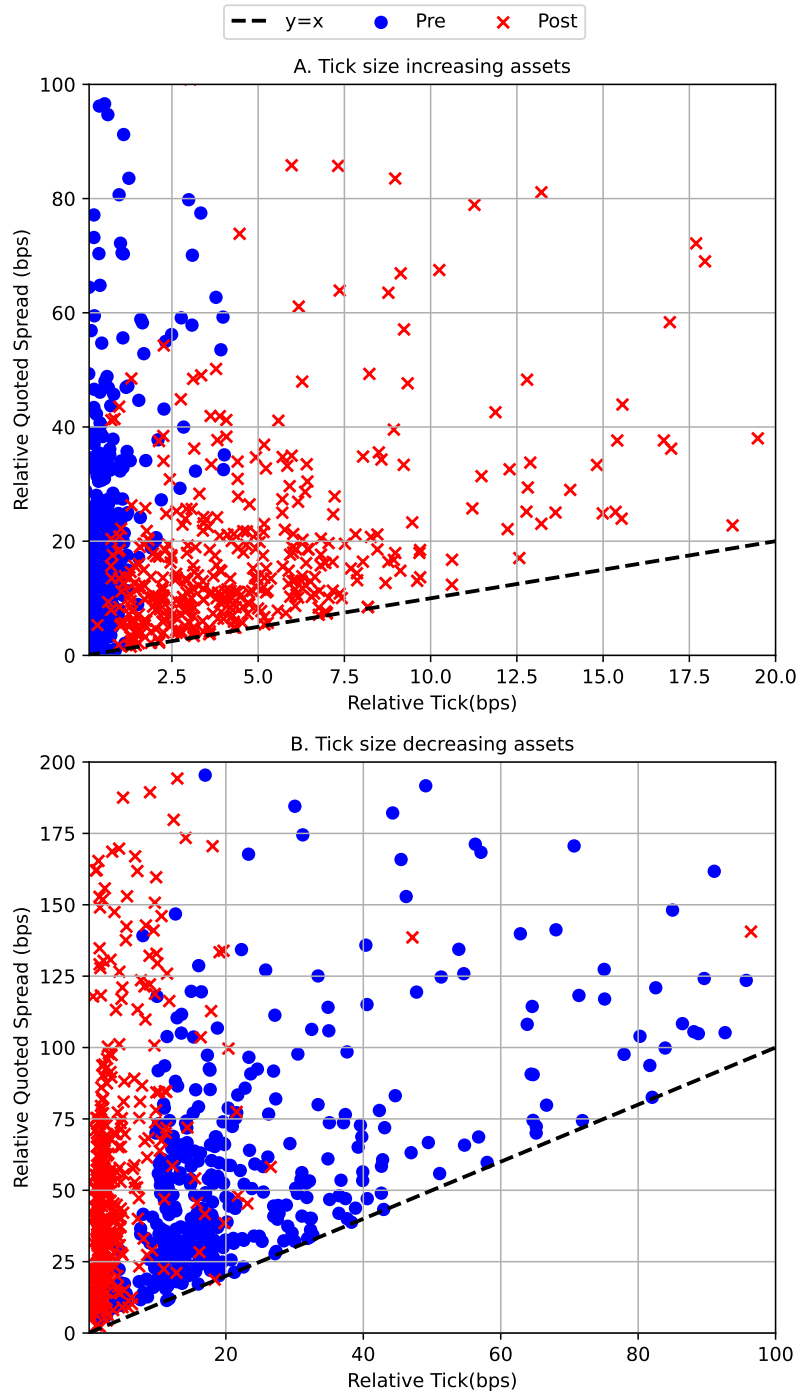 y=x Pre Post
A. Tick size increasing assets
100
80
60
40
20
0
Relative Quoted Spread (bps)
2.5 5.0 7.5 10.0 12.5 15.0 17.5 20.0
Relative Tick(bps)
B. Tick size decreasing assets
200
175
150
125
100
75
50
25
0
Relative Quoted Spread (bps)
20 40 60 80 100
Relative Tick(bps)